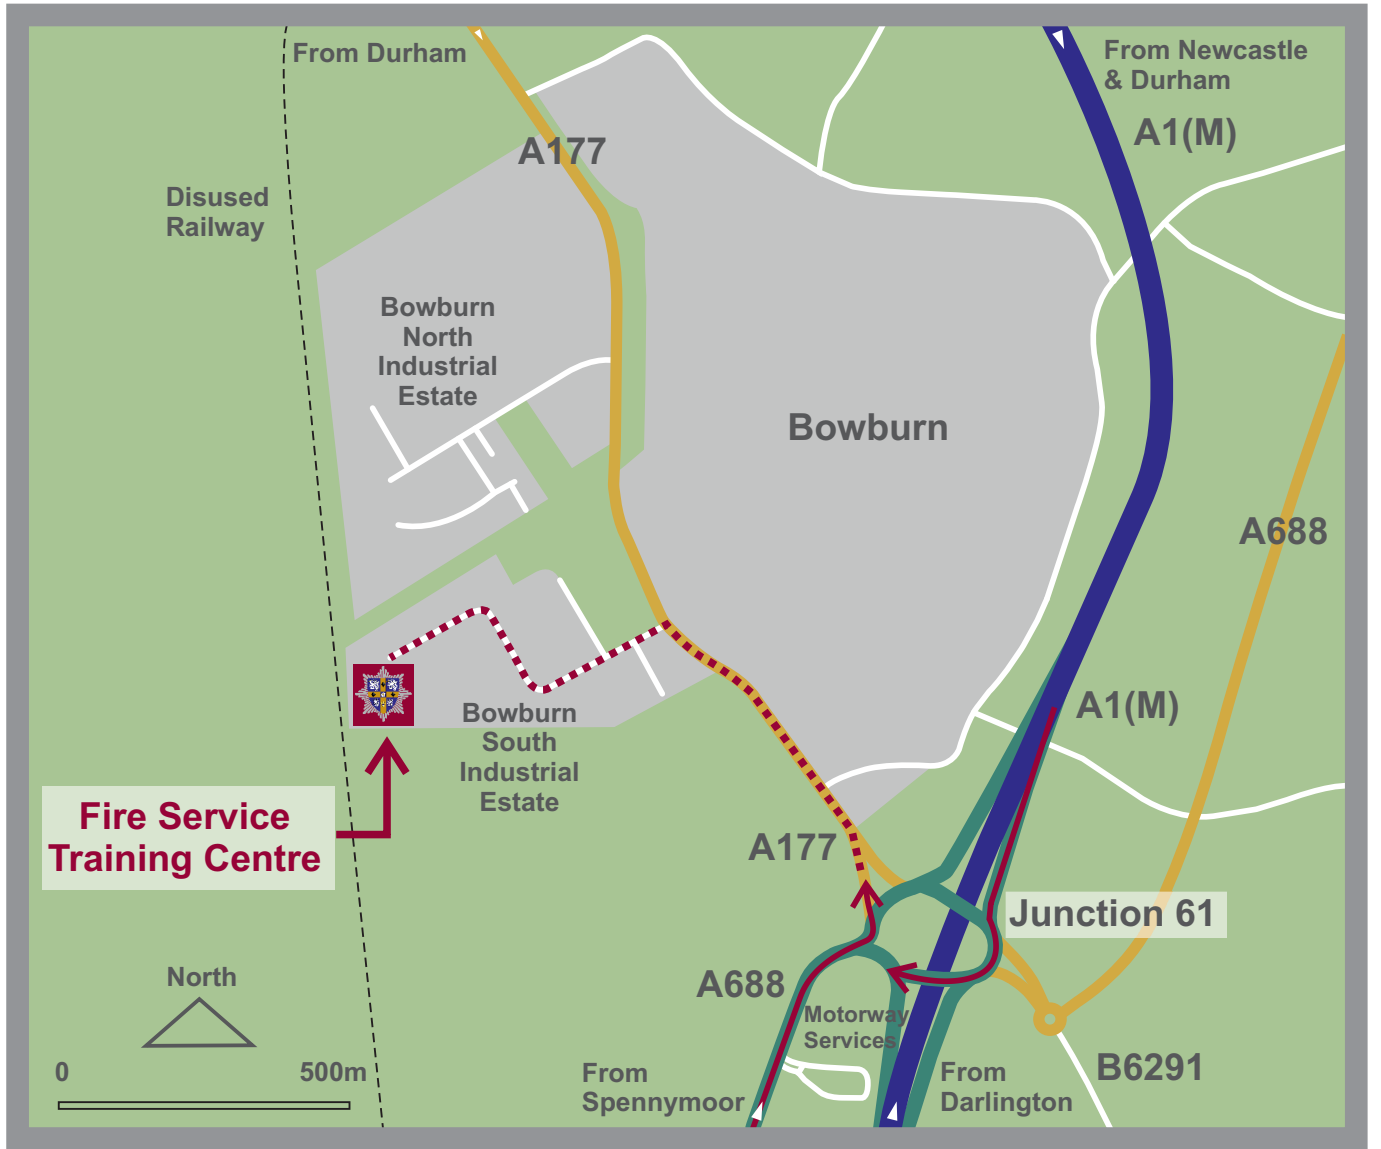 From Durham
From Newcastle
& Durham
A1(M)
A177
Disused
Railway
Bowburn
North
Industrial
Estate
Bowburn
A688
A1(M)
Bowburn
South
Industrial
Estate
Fire Service
Training Centre
A177
Junction 61
North
A688
Motorway
Services
0
500m
From
Spennymoor
From
Darlington
B6291